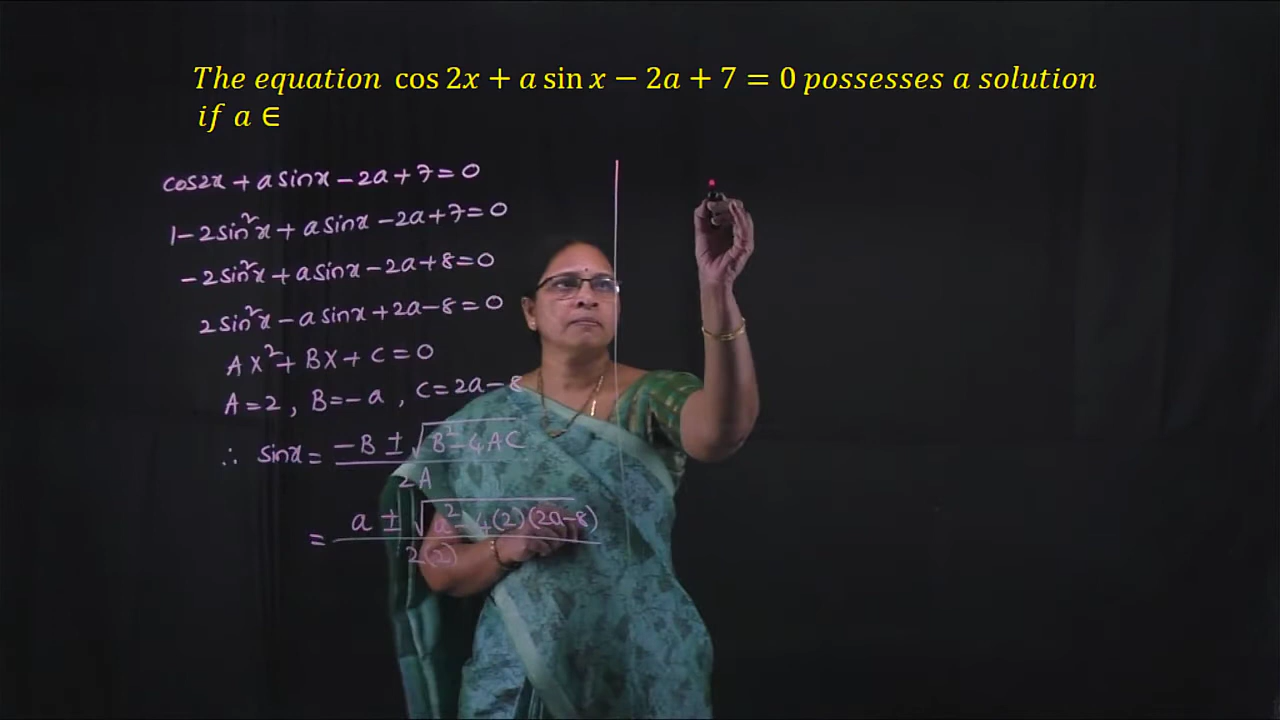 The equation cos 2x + a sin x − 2a + 7 = 0 possesses a solution
if a ∈
cos2x + a sinx − 2a + 7 = 0
1 − 2sin²x + a sinx − 2a + 7 = 0
− 2sin²x + a sinx − 2a + 8 = 0
2 sin²x − a sinx + 2a − 8 = 0
AX² + BX + C = 0
A = 2 , B = − a , C = 2a − 8
∴ sinx = (−B ± √(B² − 4AC)) / 2A
= (a ± √(a² − 4(2)(2a−8))) / 2(2)